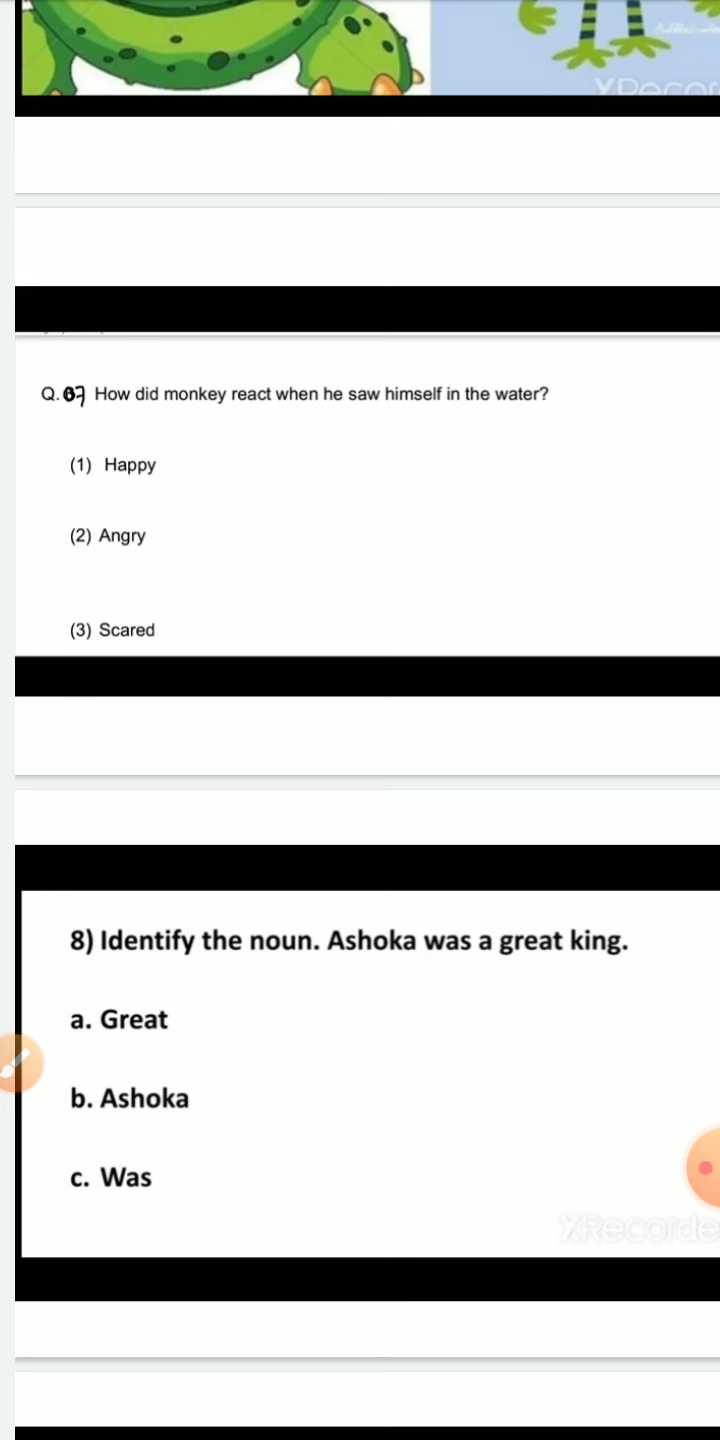 Q.07 How did monkey react when he saw himself in the water?
(1) Happy
(2) Angry
(3) Scared
8) Identify the noun. Ashoka was a great king.
a. Great
b. Ashoka
c. Was
XRecorde